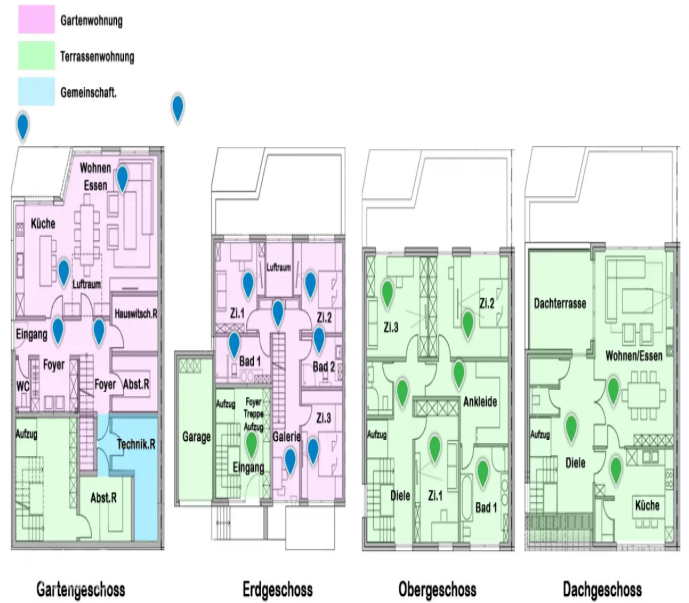 Gartenwohnung
Terrassenwohnung
Gemeinschaft.
Wohnen
Essen
Küche
Luftraum
Hauswitsch.R
Eingang
Foyer
WC
Foyer
Abst.R
Aufzug
Technik.R
Abst.R
Gartengeschoss
Luftraum
Zi.1
Zi.2
Bad 1
Bad 2
Garage
Aufzug
Foyer
Treppe
Aufzug
Eingang
Galerie
Zi.3
Erdgeschoss
Zi.3
Zi.2
Ankleide
Aufzug
Diele
Zi.1
Bad 1
Obergeschoss
Dachterrasse
Wohnen/Essen
Aufzug
Diele
Küche
Dachgeschoss